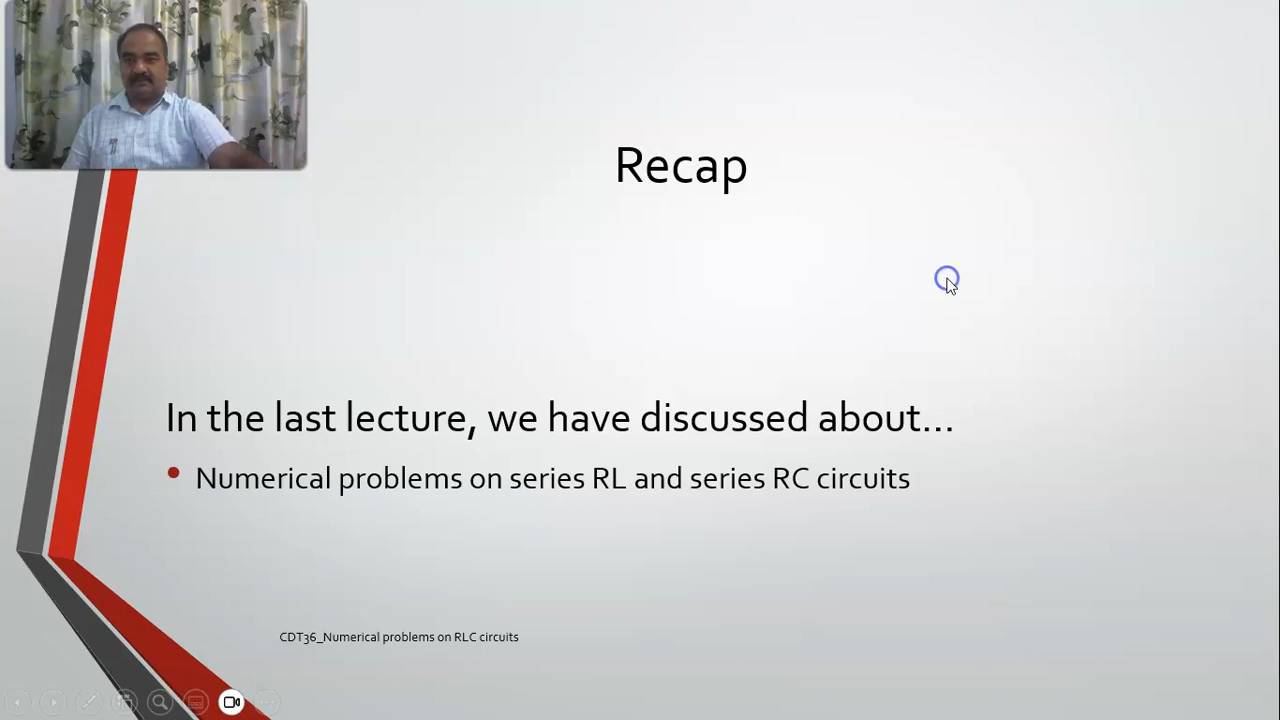 Recap
In the last lecture, we have discussed about...
Numerical problems on series RL and series RC circuits
CDT36_Numerical problems on RLC circuits